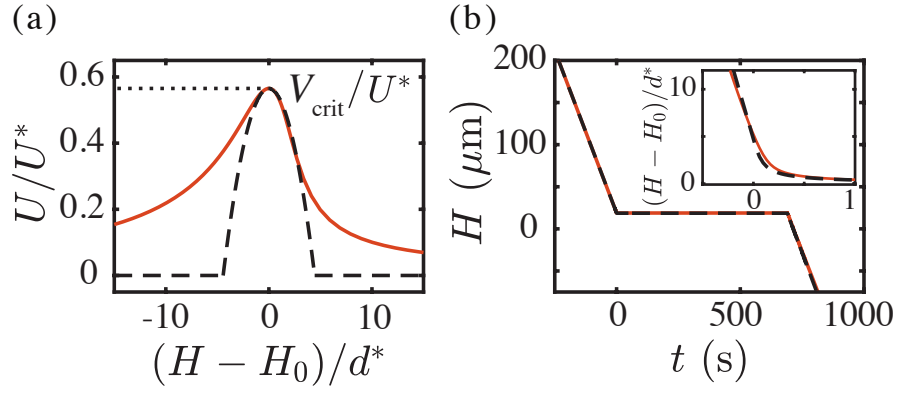 (a)
0.6
0.4
0.2
0
U/U*
V_crit/U*
-10 0 10
(H − H_0)/d*
(b)
200
100
0
H (µm)
10
0
(H − H_0)/d*
0 1
0 500 1000
t (s)